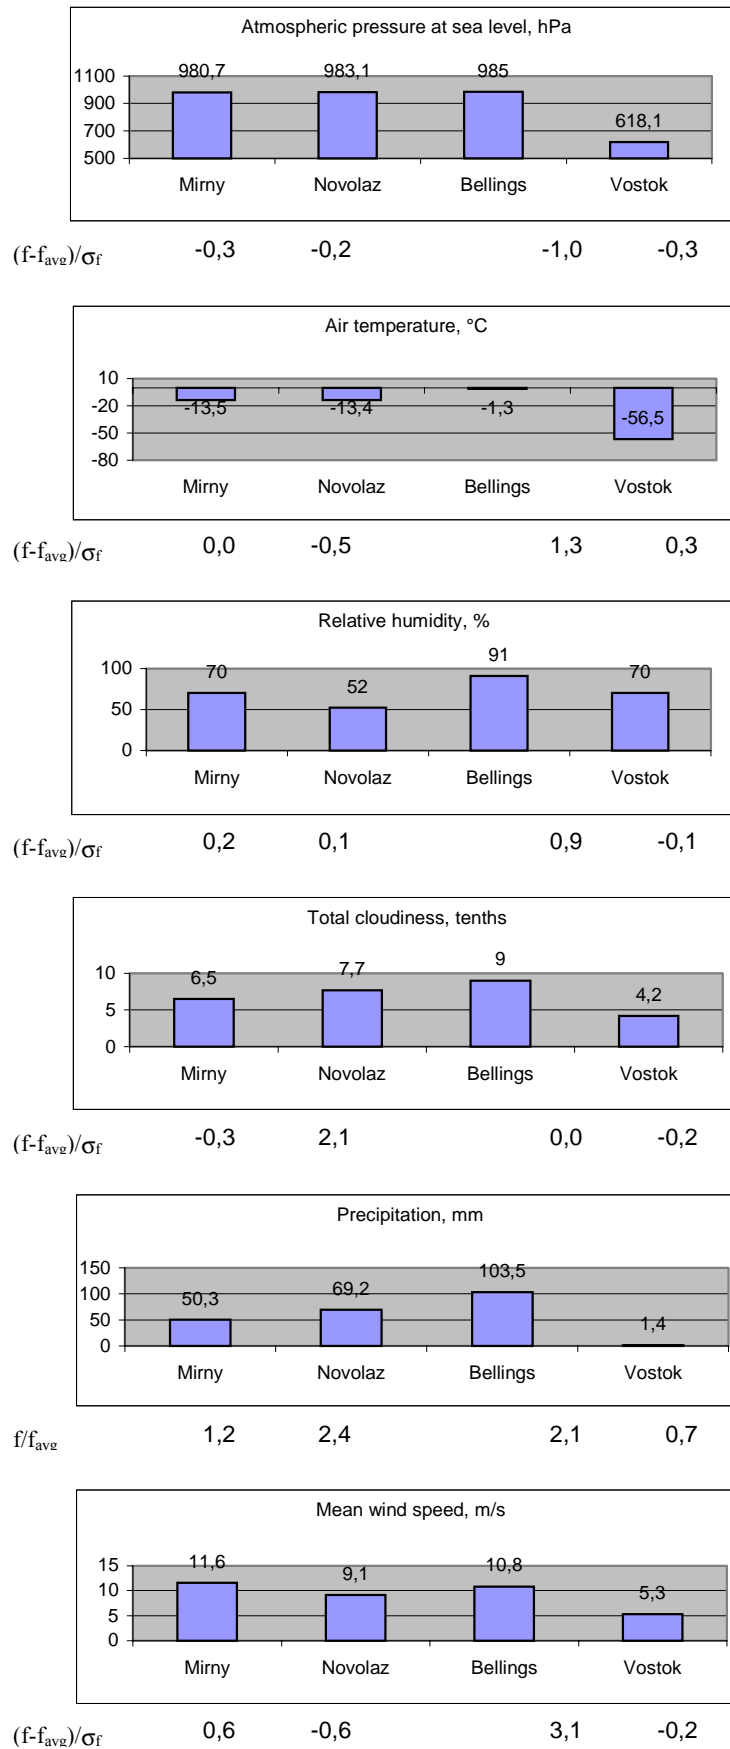 Atmospheric pressure at sea level, hPa
980,7 983,1 985 618,1
1100
900
700
500
Mirny Novolaz Bellings Vostok
(f-favg)/σf -0,3 -0,2 -1,0 -0,3
Air temperature, °C
10
-20
-50
-80
-13,5 -13,4 -1,3 -56,5
Mirny Novolaz Bellings Vostok
(f-favg)/σf 0,0 -0,5 1,3 0,3
Relative humidity, %
70 52 91 70
100
50
0
Mirny Novolaz Bellings Vostok
(f-favg)/σf 0,2 0,1 0,9 -0,1
Total cloudiness, tenths
6,5 7,7 9 4,2
10
5
0
Mirny Novolaz Bellings Vostok
(f-favg)/σf -0,3 2,1 0,0 -0,2
Precipitation, mm
50,3 69,2 103,5 1,4
150
100
50
0
Mirny Novolaz Bellings Vostok
f/favg 1,2 2,4 2,1 0,7
Mean wind speed, m/s
11,6 9,1 10,8 5,3
15
10
5
0
Mirny Novolaz Bellings Vostok
(f-favg)/σf 0,6 -0,6 3,1 -0,2